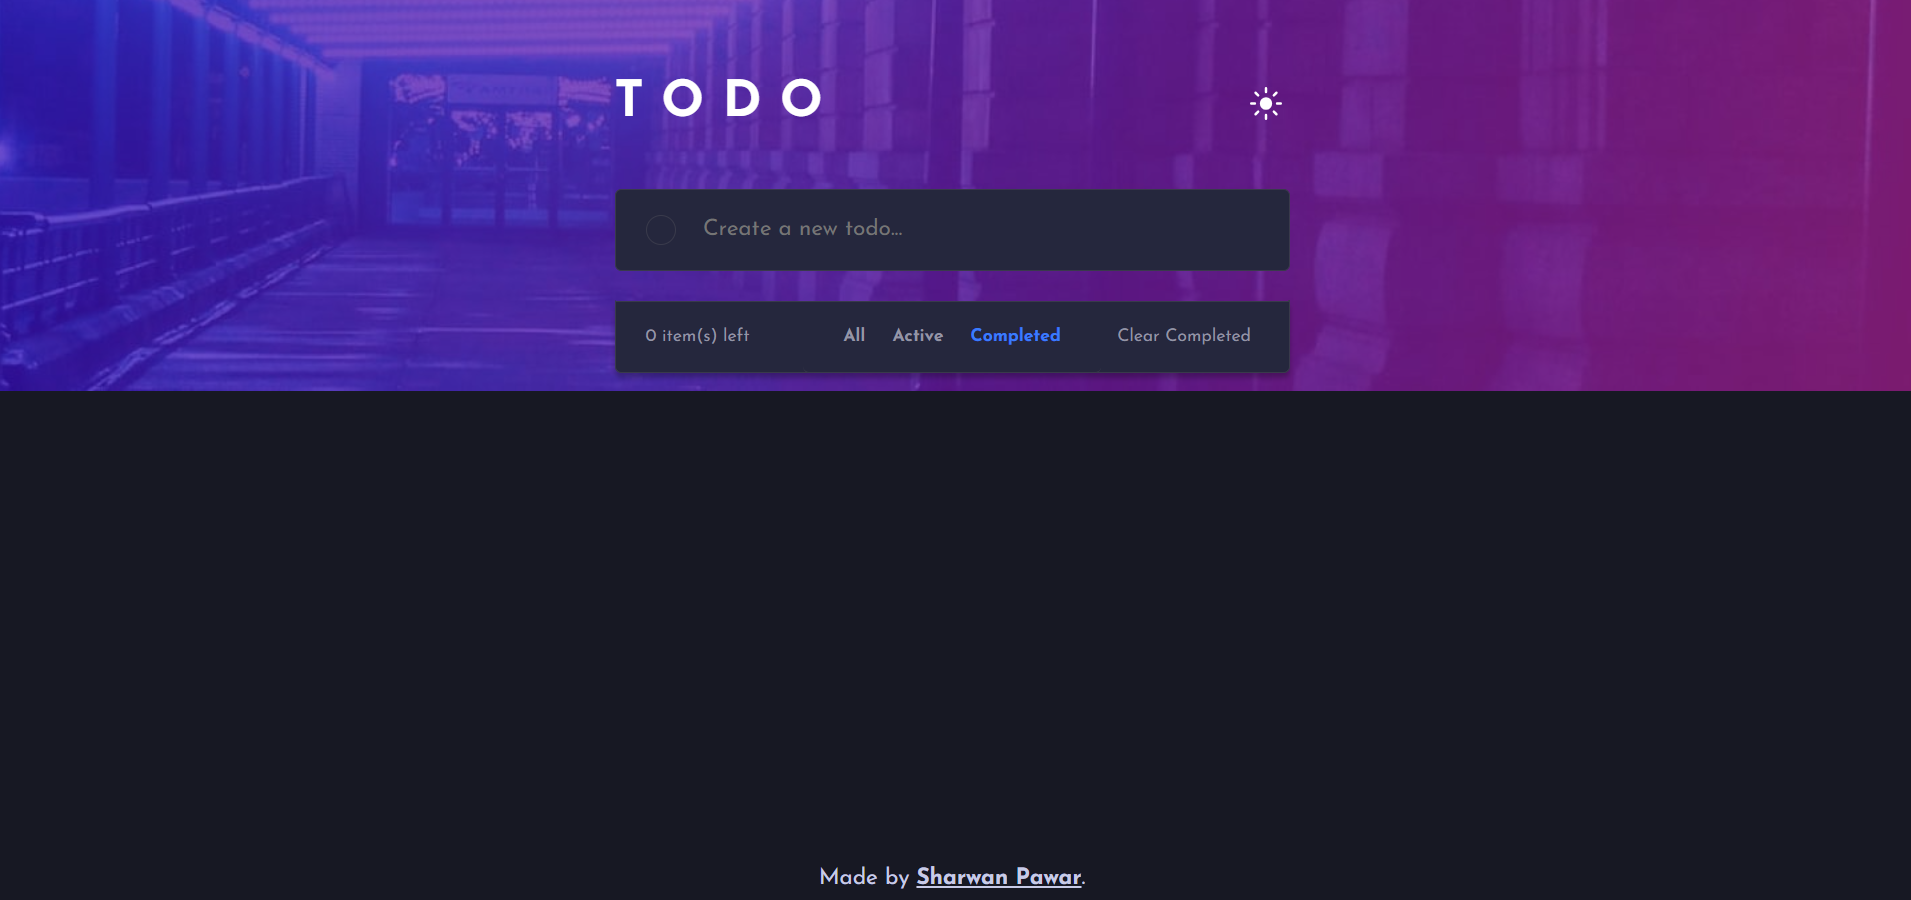 TODO
Create a new todo...
0 item(s) left All Active Completed Clear Completed
Made by Sharwan Pawar.